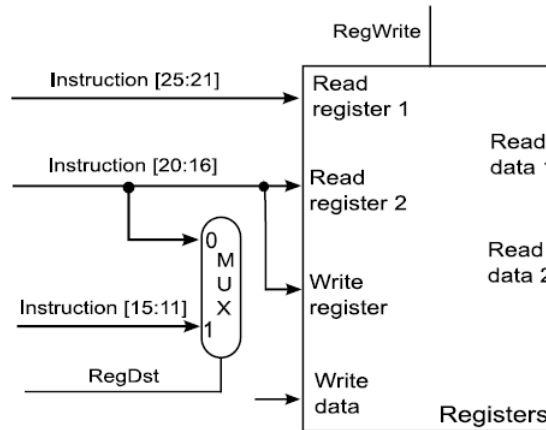 RegWrite
Instruction [25:21]
Read
register 1
Read
data 1
Instruction [20:16]
Read
register 2
Read
data 2
0
M
U
X
1
Write
register
Instruction [15:11]
RegDst
Write
data
Registers